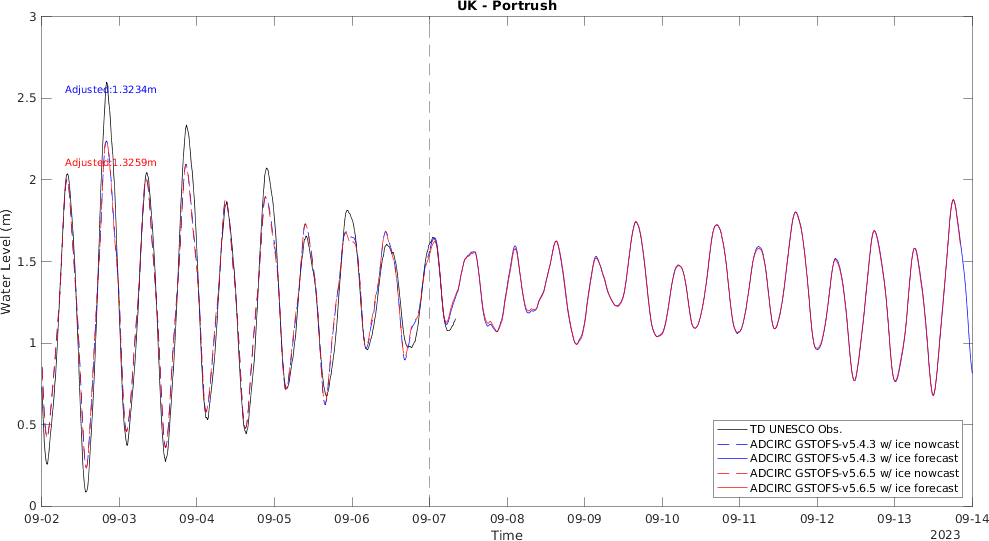 UK - Portrush
3
2.5
2
1.5
1
0.5
0
Water Level (m)
Adjusted:1.3234m
Adjusted:1.3259m
TD UNESCO Obs.
ADCIRC GSTOFS-v5.4.3 w/ ice nowcast
ADCIRC GSTOFS-v5.4.3 w/ ice forecast
ADCIRC GSTOFS-v5.6.5 w/ ice nowcast
ADCIRC GSTOFS-v5.6.5 w/ ice forecast
09-02 09-03 09-04 09-05 09-06 09-07 09-08 09-09 09-10 09-11 09-12 09-13 09-14
Time
2023